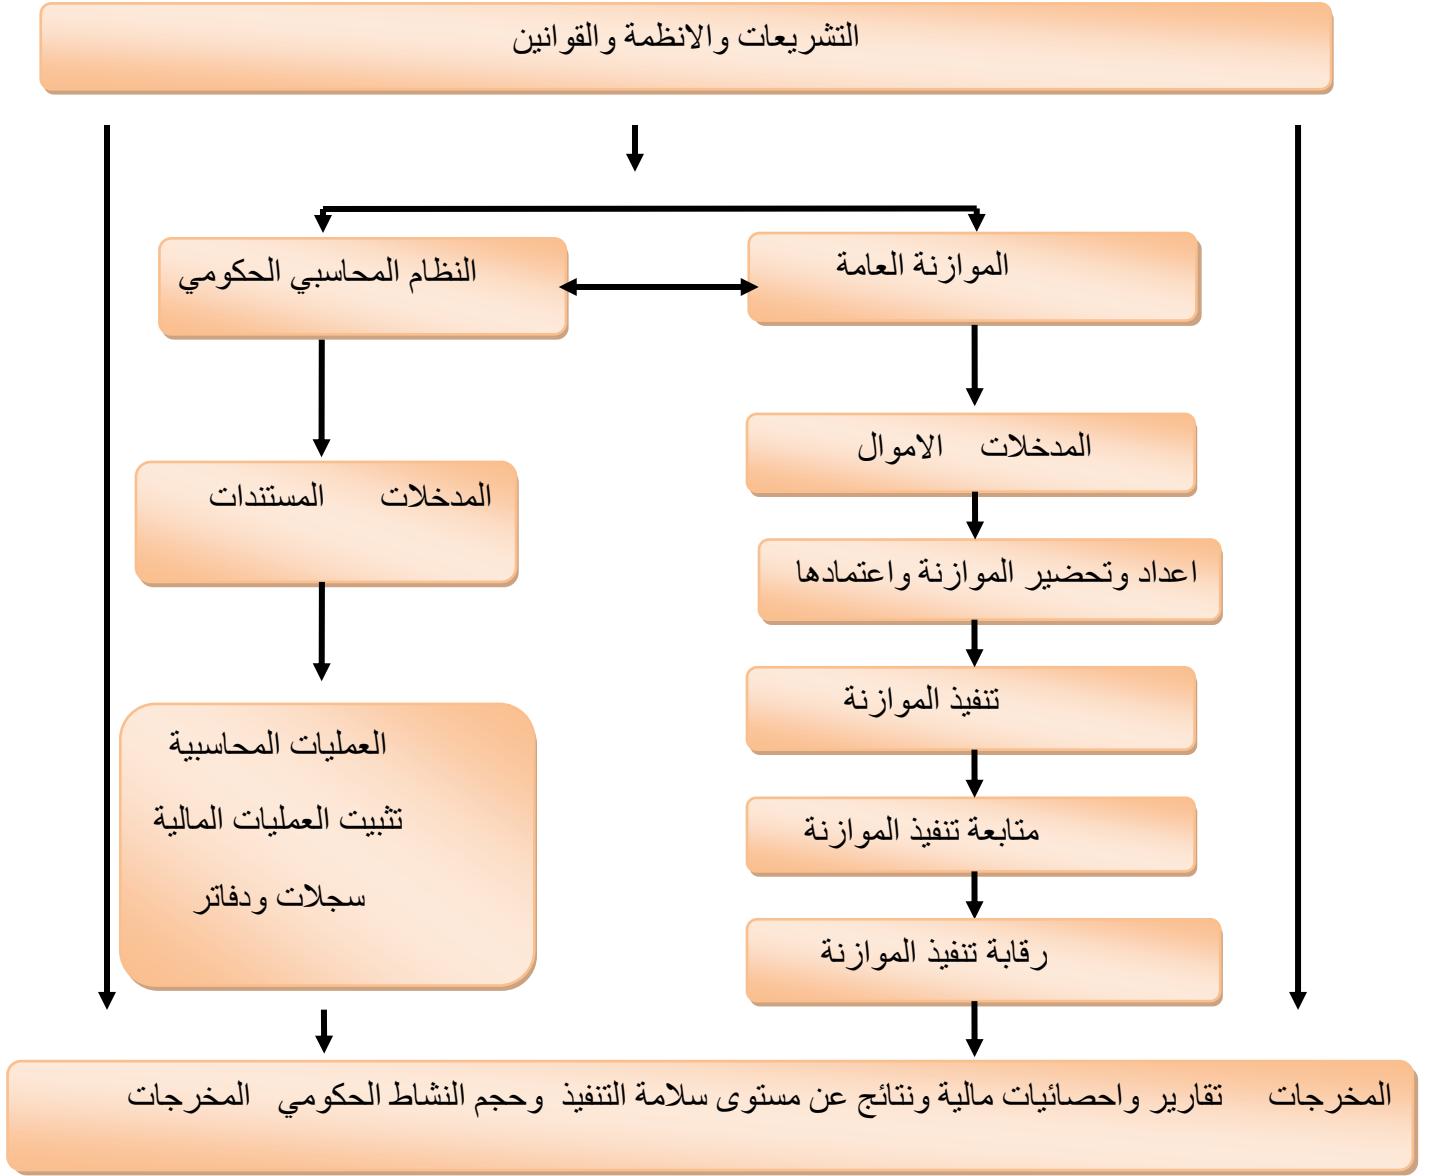 التشريعات والانظمة والقوانين
الموازنة العامة
النظام المحاسبي الحكومي
المدخلات الاموال
المدخلات المستندات
اعداد وتحضير الموازنة واعتمادها
تنفيذ الموازنة
متابعة تنفيذ الموازنة
رقابة تنفيذ الموازنة
العمليات المحاسبية
تثبيت العمليات المالية
سجلات ودفاتر
المخرجات تقارير واحصائيات مالية ونتائج عن مستوى سلامة التنفيذ وحجم النشاط الحكومي المخرجات